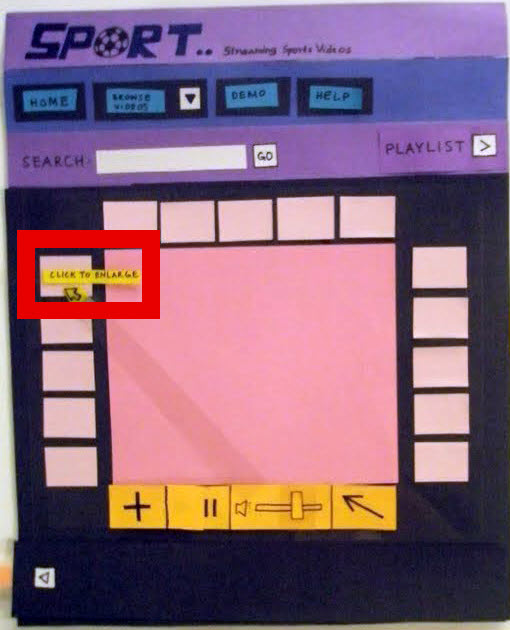 SPORT.. Streaming Sports Videos
HOME
BROWSE
VIDEOS
DEMO
HELP
SEARCH:
GO
PLAYLIST >
CLICK TO ENLARGE